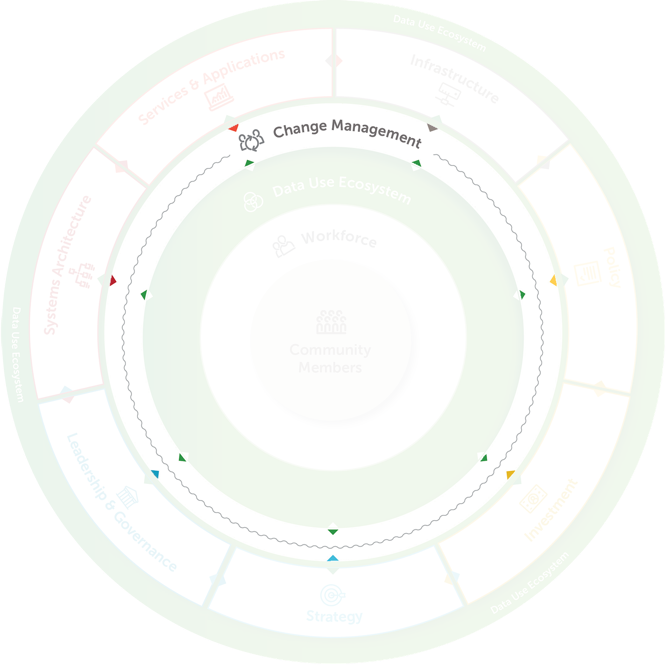 Data Use Ecosystem
Services & Applications
Infrastructure
Change Management
Data Use Ecosystem
Workforce
Systems Architecture
Policy
Community
Members
Data Use Ecosystem
Leadership & Governance
Investment
Strategy
Data Use Ecosystem